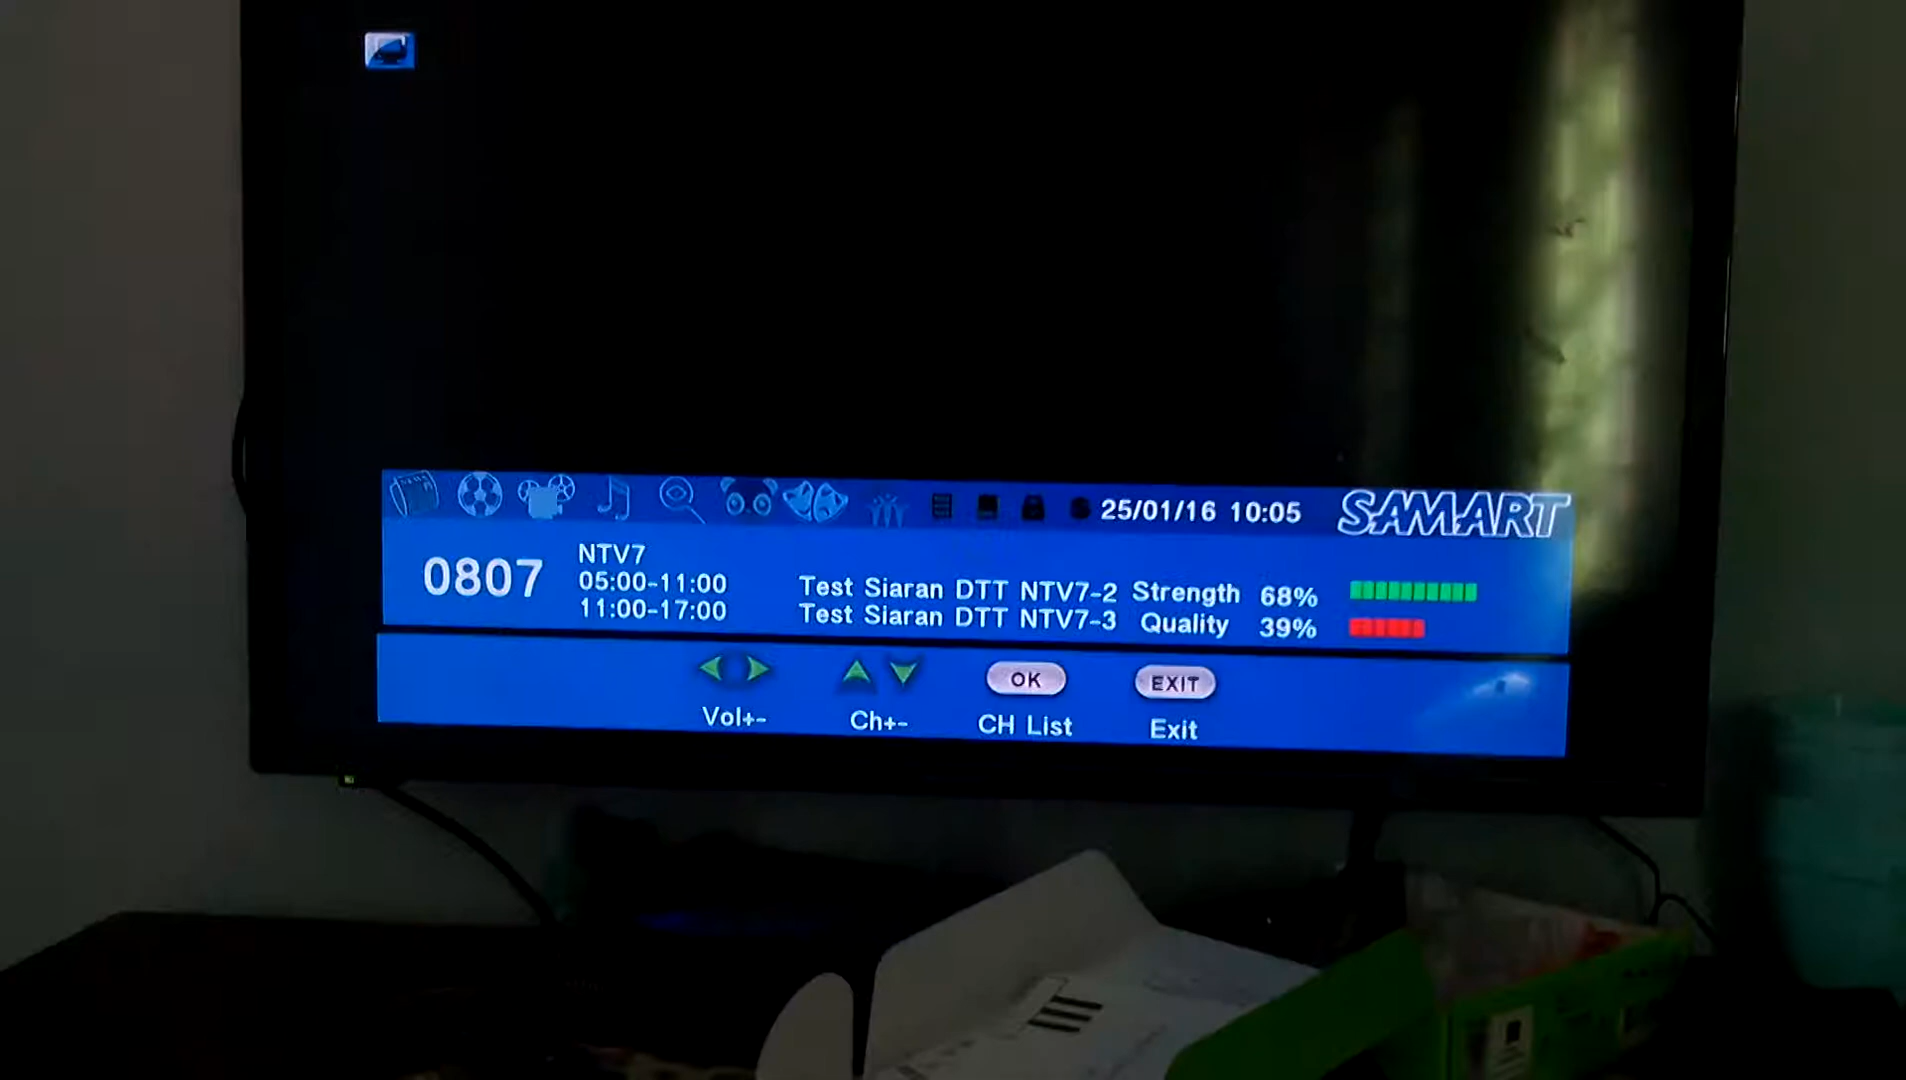 25/01/16 10:05 SAMART
0807
NTV7
05:00-11:00 Test Siaran DTT NTV7-2 Strength 68%
11:00-17:00 Test Siaran DTT NTV7-3 Quality 39%
OK EXIT
Vol+- Ch+- CH List Exit